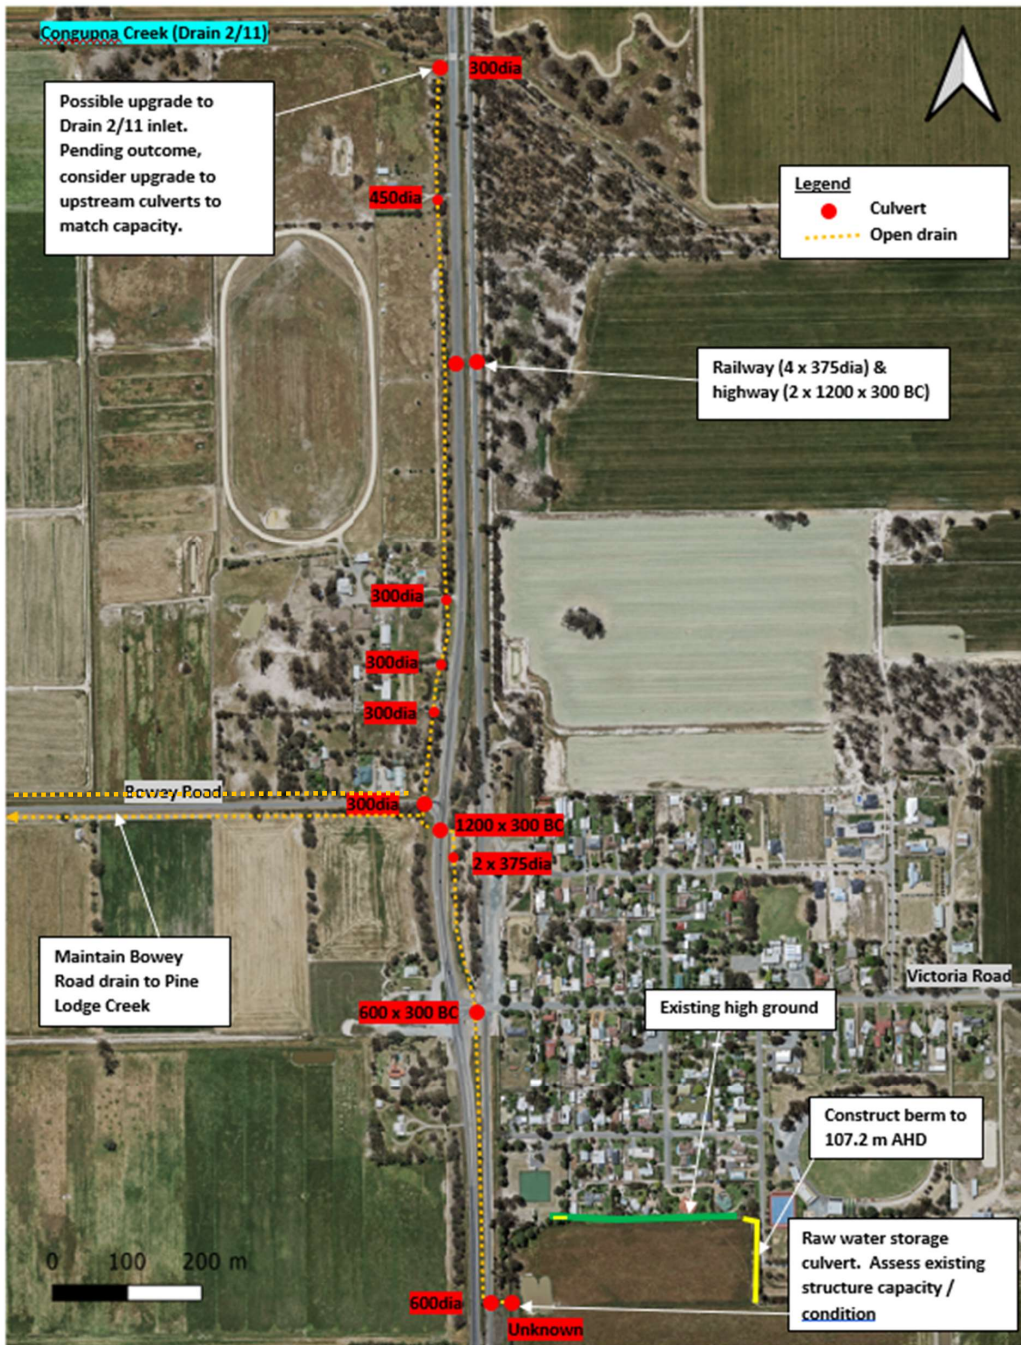 Congupna Creek (Drain 2/11)
300dia
Possible upgrade to
Drain 2/11 inlet.
Pending outcome,
consider upgrade to
upstream culverts to
match capacity.
Legend
Culvert
Open drain
450dia
Railway (4 x 375dia) &
highway (2 x 1200 x 300 BC)
300dia
300dia
300dia
Bowey Road
300dia
1200 x 300 BC
2 x 375dia
Maintain Bowey
Road drain to Pine
Lodge Creek
Victoria Road
600 x 300 BC
Existing high ground
Construct berm to
107.2 m AHD
Raw water storage
culvert. Assess existing
structure capacity /
condition
0 100 200 m
600dia
Unknown